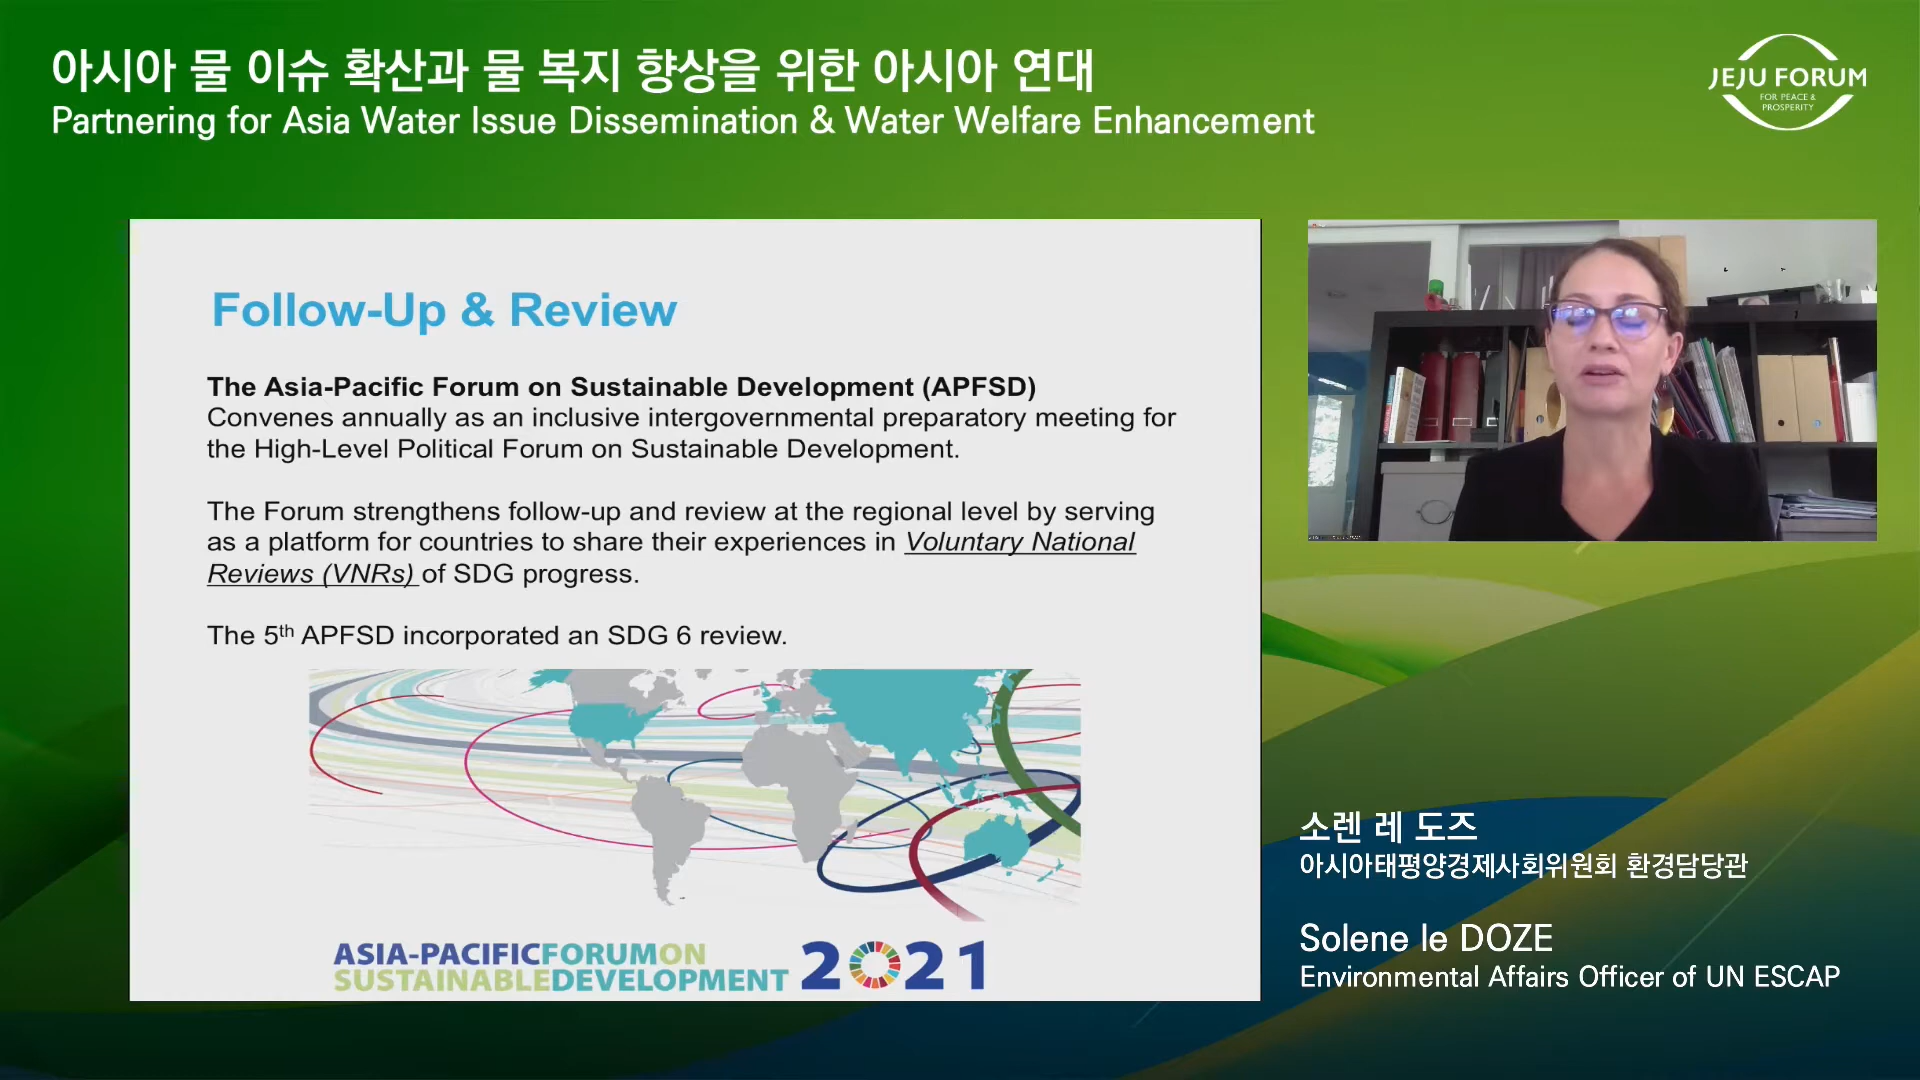 아시아 물 이슈 확산과 물 복지 향상을 위한 아시아 연대
Partnering for Asia Water Issue Dissemination & Water Welfare Enhancement
JEJU FORUM
FOR PEACE &
PROSPERITY
Follow-Up & Review
The Asia-Pacific Forum on Sustainable Development (APFSD)
Convenes annually as an inclusive intergovernmental preparatory meeting for
the High-Level Political Forum on Sustainable Development.
The Forum strengthens follow-up and review at the regional level by serving
as a platform for countries to share their experiences in Voluntary National
Reviews (VNRs) of SDG progress.
The 5th APFSD incorporated an SDG 6 review.
ASIA-PACIFICFORUMON
SUSTAINABLEDEVELOPMENT 2021
소렌 레 도즈
아시아태평양경제사회위원회 환경담당관
Solene le DOZE
Environmental Affairs Officer of UN ESCAP